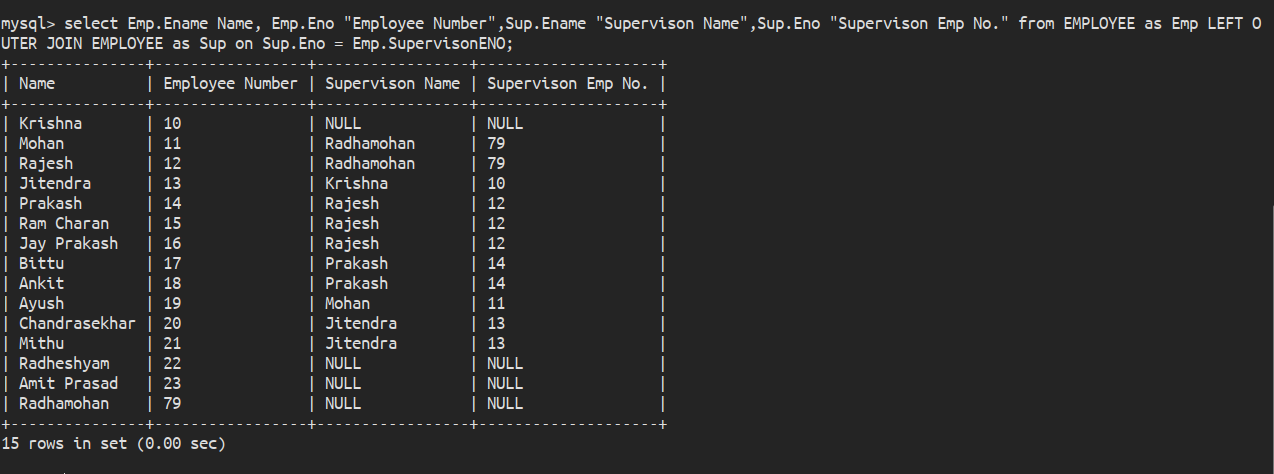 mysql> select Emp.Ename Name, Emp.Eno "Employee Number",Sup.Ename "Supervison Name",Sup.Eno "Supervison Emp No." from EMPLOYEE as Emp LEFT O
UTER JOIN EMPLOYEE as Sup on Sup.Eno = Emp.SupervisonENO;
+---------------+-----------------+-----------------+--------------------+
| Name          | Employee Number | Supervison Name | Supervison Emp No. |
+---------------+-----------------+-----------------+--------------------+
| Krishna       | 10              | NULL            | NULL               |
| Mohan         | 11              | Radhamohan      | 79                 |
| Rajesh        | 12              | Radhamohan      | 79                 |
| Jitendra      | 13              | Krishna         | 10                 |
| Prakash       | 14              | Rajesh          | 12                 |
| Ram Charan    | 15              | Rajesh          | 12                 |
| Jay Prakash   | 16              | Rajesh          | 12                 |
| Bittu         | 17              | Prakash         | 14                 |
| Ankit         | 18              | Prakash         | 14                 |
| Ayush         | 19              | Mohan           | 11                 |
| Chandrasekhar | 20              | Jitendra        | 13                 |
| Mithu         | 21              | Jitendra        | 13                 |
| Radheshyam    | 22              | NULL            | NULL               |
| Amit Prasad   | 23              | NULL            | NULL               |
| Radhamohan    | 79              | NULL            | NULL               |
+---------------+-----------------+-----------------+--------------------+
15 rows in set (0.00 sec)